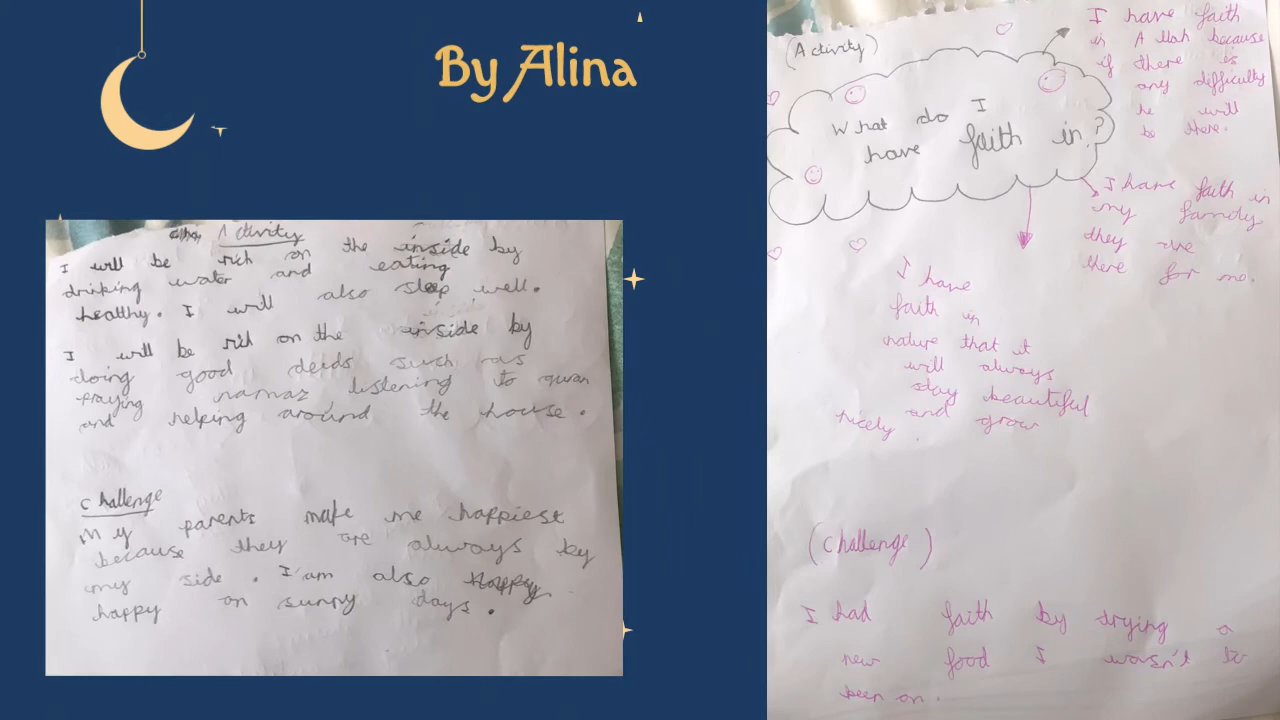 By Alina
Activity
I will be rich on the inside by
drinking water and eating
healthy. I will also sleep well.
I will be rich on the inside by
doing good deeds such as
praying namaz listening to quran
and helping around the house.
Challenge
My parents make me happiest
because they are always by
my side. I am also happy
happy on sunny days.
(Activity)
What do I
have faith in?
I have faith
in Allah because
if there is
any difficulty
he will
be there.
I have faith in
my family
they are
there for me.
I have
faith in
nature that it
will always
stay beautiful
and grow
nicely.
(Challenge)
I had faith by trying a
new food I wasn't to
keen on.